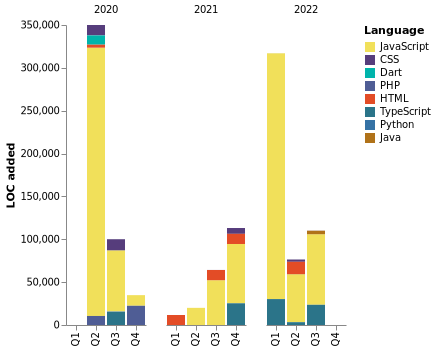 2020 2021 2022
Language
JavaScript
CSS
Dart
PHP
HTML
TypeScript
Python
Java
LOC added
350,000
300,000
250,000
200,000
150,000
100,000
50,000
0
Q1 Q2 Q3 Q4 Q1 Q2 Q3 Q4 Q1 Q2 Q3 Q4